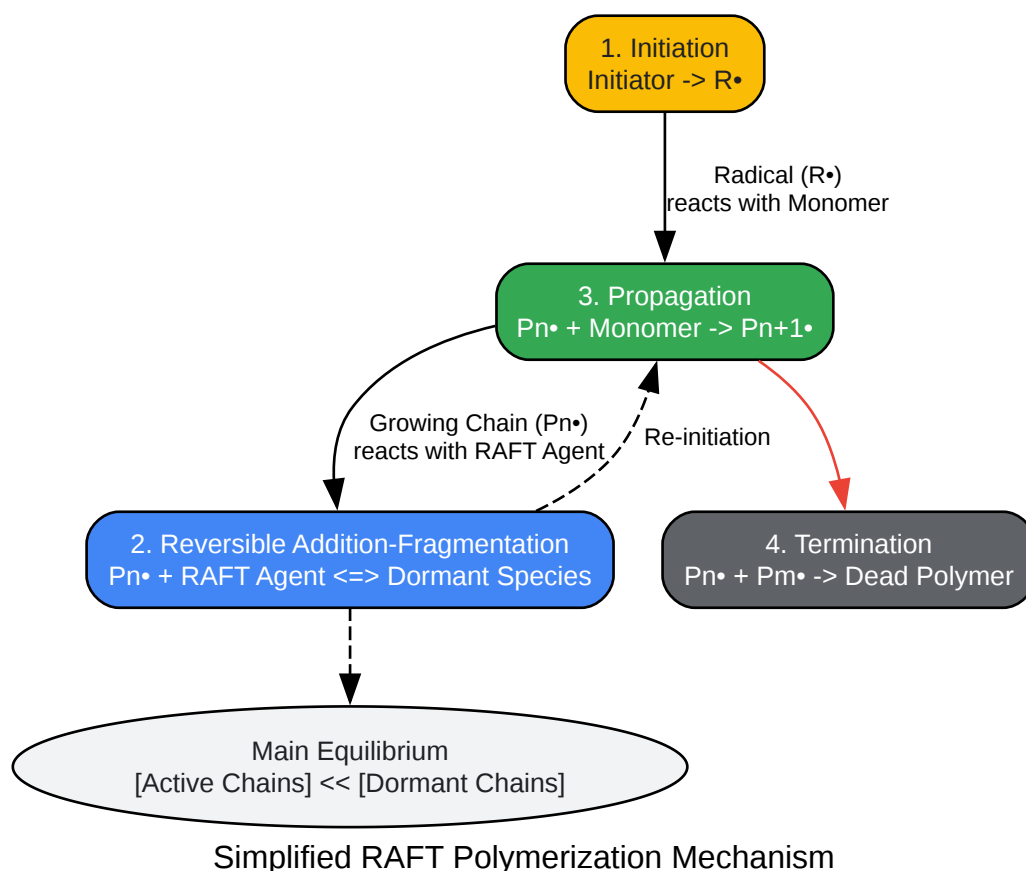 1. Initiation
Initiator -> R•
Radical (R•)
reacts with Monomer
3. Propagation
Pn• + Monomer -> Pn+1•
Growing Chain (Pn•)
reacts with RAFT Agent
Re-initiation
2. Reversible Addition-Fragmentation
Pn• + RAFT Agent <=> Dormant Species
4. Termination
Pn• + Pm• -> Dead Polymer
Main Equilibrium
[Active Chains] << [Dormant Chains]
Simplified RAFT Polymerization Mechanism